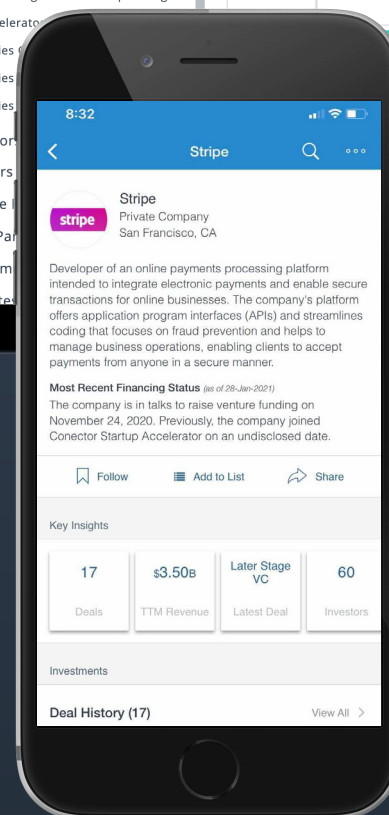 8:32
Stripe
stripe
Stripe
Private Company
San Francisco, CA
Developer of an online payments processing platform
intended to integrate electronic payments and enable secure
transactions for online businesses. The company's platform
offers application program interfaces (APIs) and streamlines
coding that focuses on fraud prevention and helps to
manage business operations, enabling clients to accept
payments from anyone in a secure manner.
Most Recent Financing Status (as of 28-Jan-2021)
The company is in talks to raise venture funding on
November 24, 2020. Previously, the company joined
Conector Startup Accelerator on an undisclosed date.
Follow Add to List Share
Key Insights
17 $3.50B Later Stage VC 60
Deals TTM Revenue Latest Deal Investors
Investments
Deal History (17) View All